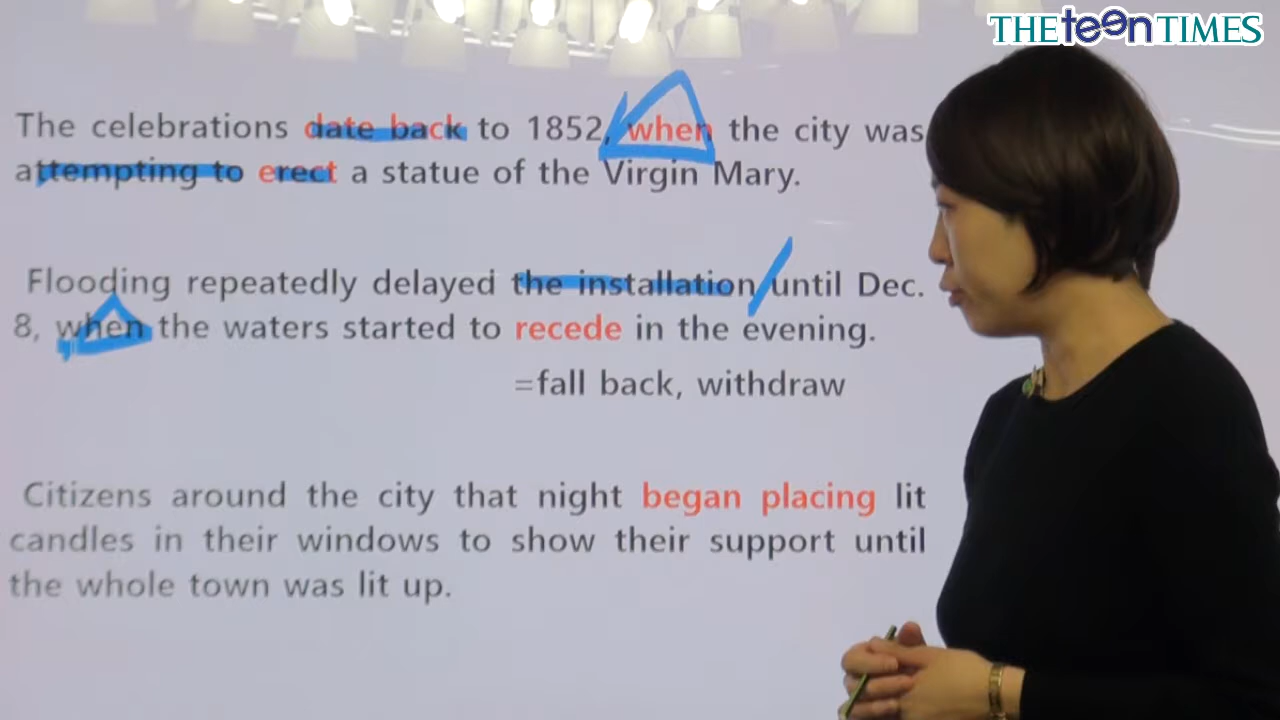 THE teen TIMES
The celebrations date back to 1852, when the city was
attempting to erect a statue of the Virgin Mary.
Flooding repeatedly delayed the installation until Dec.
8, when the waters started to recede in the evening.
=fall back, withdraw
Citizens around the city that night began placing lit
candles in their windows to show their support until
the whole town was lit up.